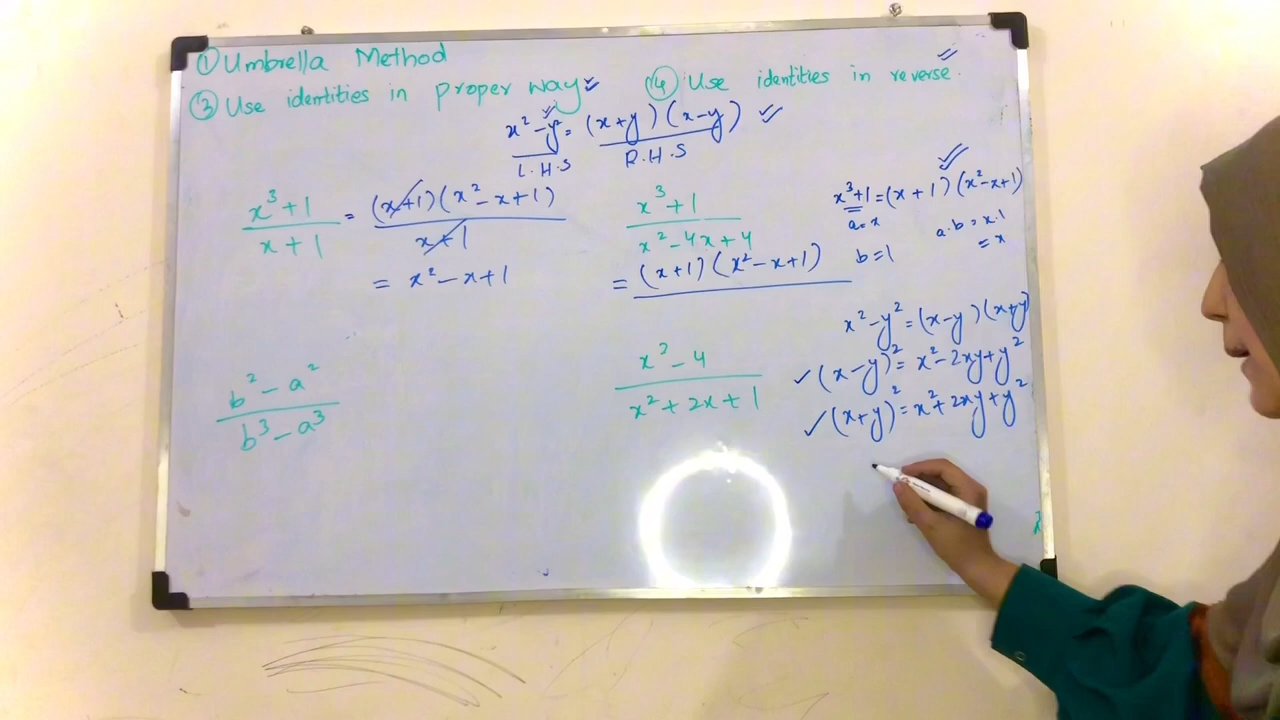 ① Umbrella Method
③ Use identities in proper way
④ Use identities in reverse.
x² - y² = (x+y)(x-y)
L.H.S R.H.S
x³+1 / x+1 = (x+1)(x²-x+1) / x+1
= x²-x+1
x³+1 / x²-4x+4
= (x+1)(x²-x+1)
x³+1 = (x+1)(x²-x+1)
a=x
a.b = x.1
= x
b=1
x²-y² = (x-y)(x+y)
✓(x-y)² = x²-2xy+y²
✓(x+y)² = x²+2xy+y²
b²-a² / b³-a³
x²-4 / x²+2x+1